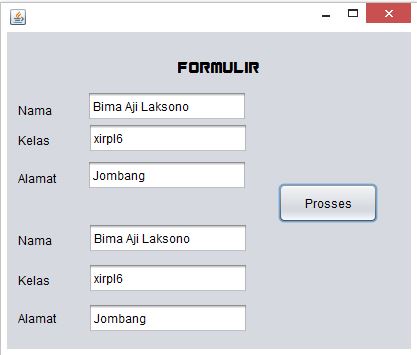 FORMULIR
Nama Bima Aji Laksono
Kelas xirpl6
Alamat Jombang
Prosses
Nama Bima Aji Laksono
Kelas xirpl6
Alamat Jombang